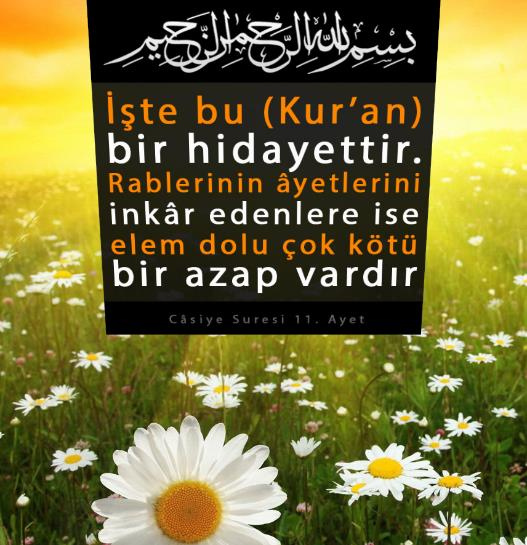 بسم الله الرحمن الرحيم
İşte bu (Kur’an)
bir hidayettir.
Rablerinin âyetlerini
inkâr edenlere ise
elem dolu çok kötü
bir azap vardır
Câsiye Suresi 11. Ayet